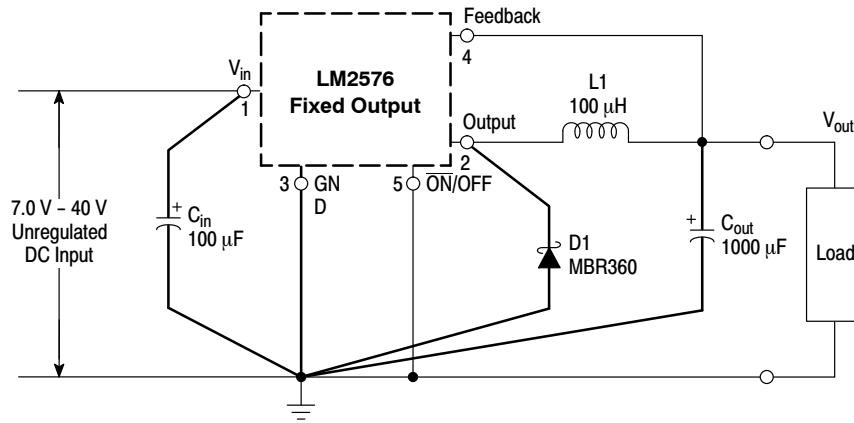 Feedback
4
V_in
1
LM2576
Fixed Output
L1
100 μH
Output
2
V_out
3
GN
D
5
O̅N̅/OFF
7.0 V – 40 V
Unregulated
DC Input
+
C_in
100 μF
D1
MBR360
+
C_out
1000 μF
Load